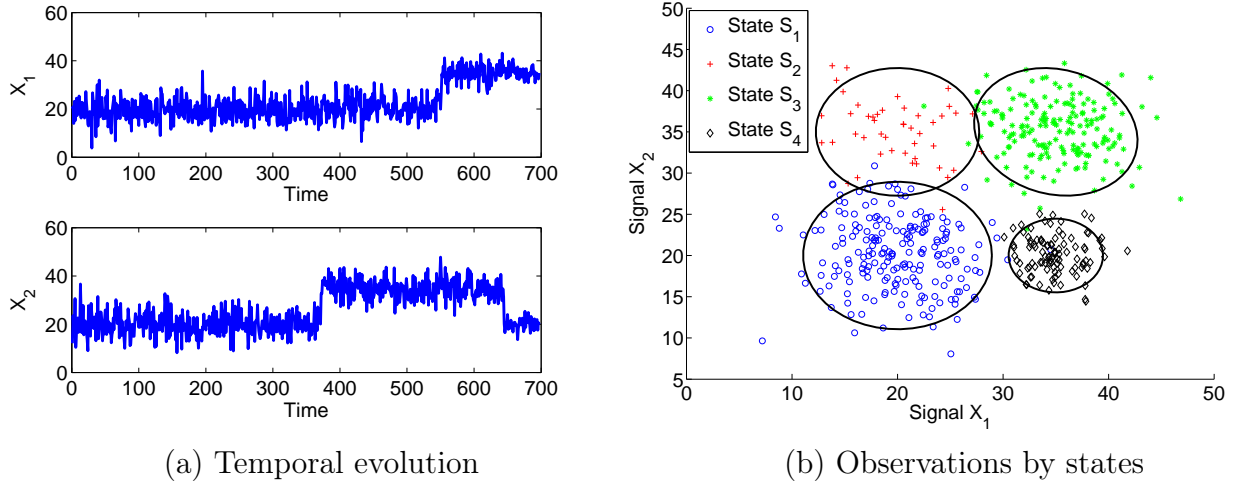 60
40
20
0
X1
0 100 200 300 400 500 600 700
Time
60
40
20
0
X2
0 100 200 300 400 500 600 700
Time
(a) Temporal evolution
50
45
40
35
30
25
20
15
10
5
Signal X2
State S1
State S2
State S3
State S4
0 10 20 30 40 50
Signal X1
(b) Observations by states